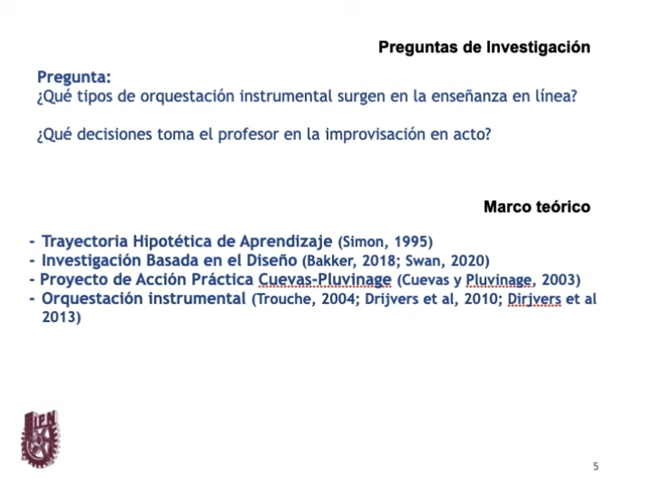 Preguntas de Investigación
Pregunta:
¿Qué tipos de orquestación instrumental surgen en la enseñanza en línea?
¿Qué decisiones toma el profesor en la improvisación en acto?
Marco teórico
- Trayectoria Hipotética de Aprendizaje (Simon, 1995)
- Investigación Basada en el Diseño (Bakker, 2018; Swan, 2020)
- Proyecto de Acción Práctica Cuevas-Pluvinage (Cuevas y Pluvinage, 2003)
- Orquestación instrumental (Trouche, 2004; Drijvers et al, 2010; Dirjvers et al
2013)
IPN
5